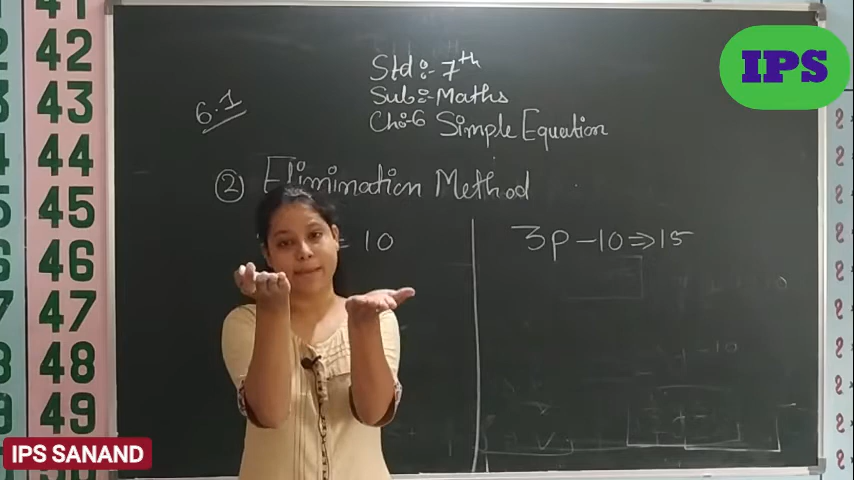 IPS
Std :- 7th
Sub :- Maths
Ch :- 6 Simple Equation
6.1
② Elimination Method
= 10
3p - 10 ⇒ 15
41
42
43
44
45
46
47
48
49
50
IPS SANAND